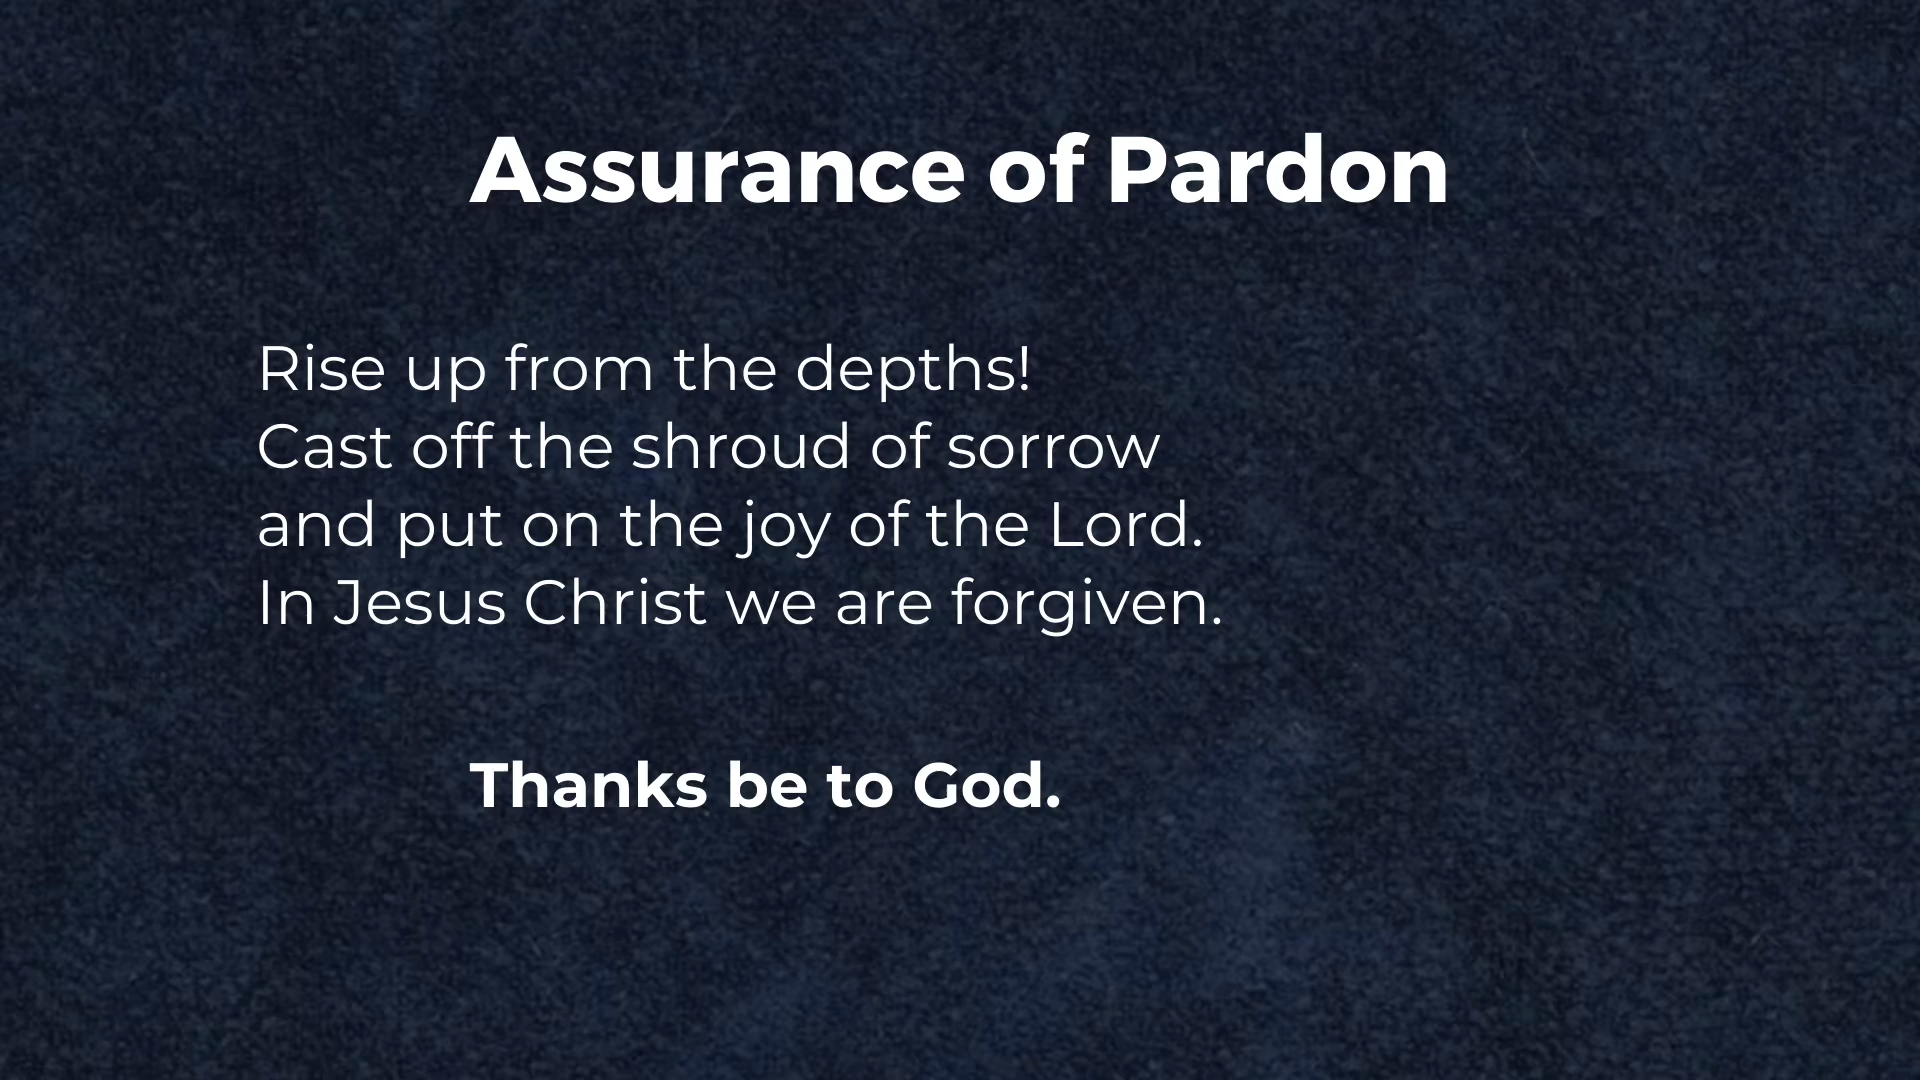 Assurance of Pardon
Rise up from the depths!
Cast off the shroud of sorrow
and put on the joy of the Lord.
In Jesus Christ we are forgiven.
Thanks be to God.